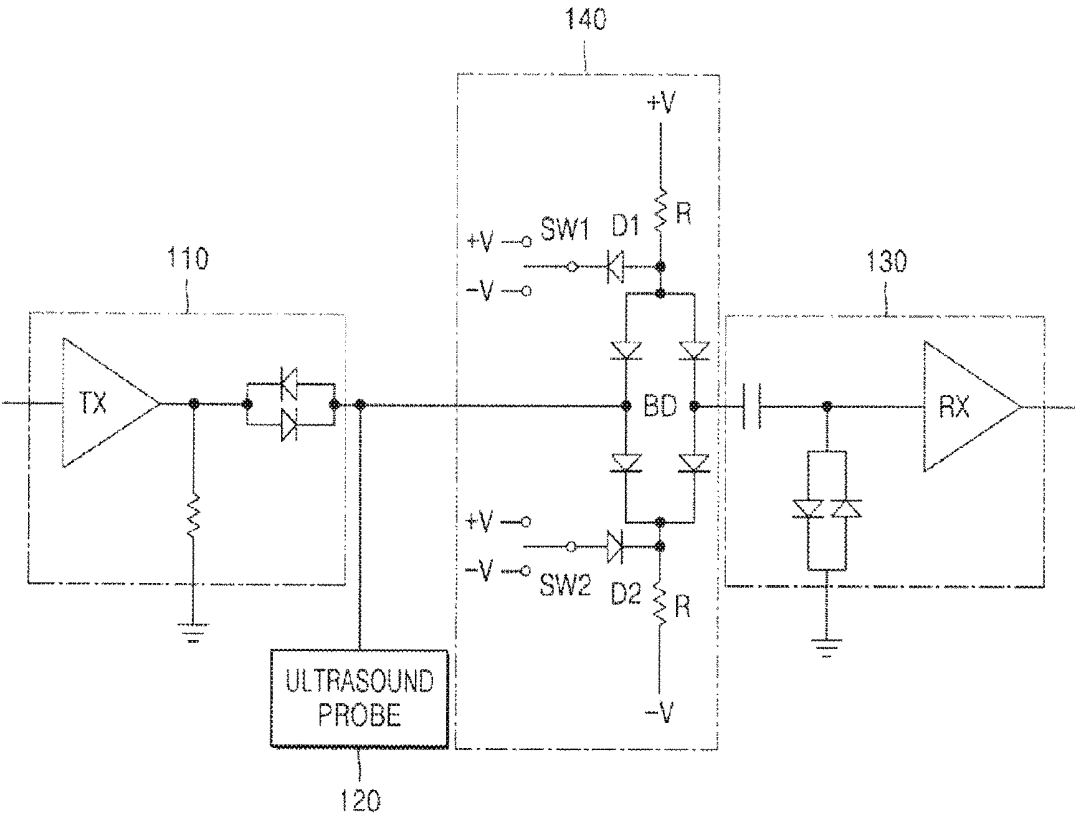 140
+V
R
+V
SW1
D1
-V
110
130
TX
BD
RX
+V
-V
SW2
D2
R
ULTRASOUND
PROBE
-V
120